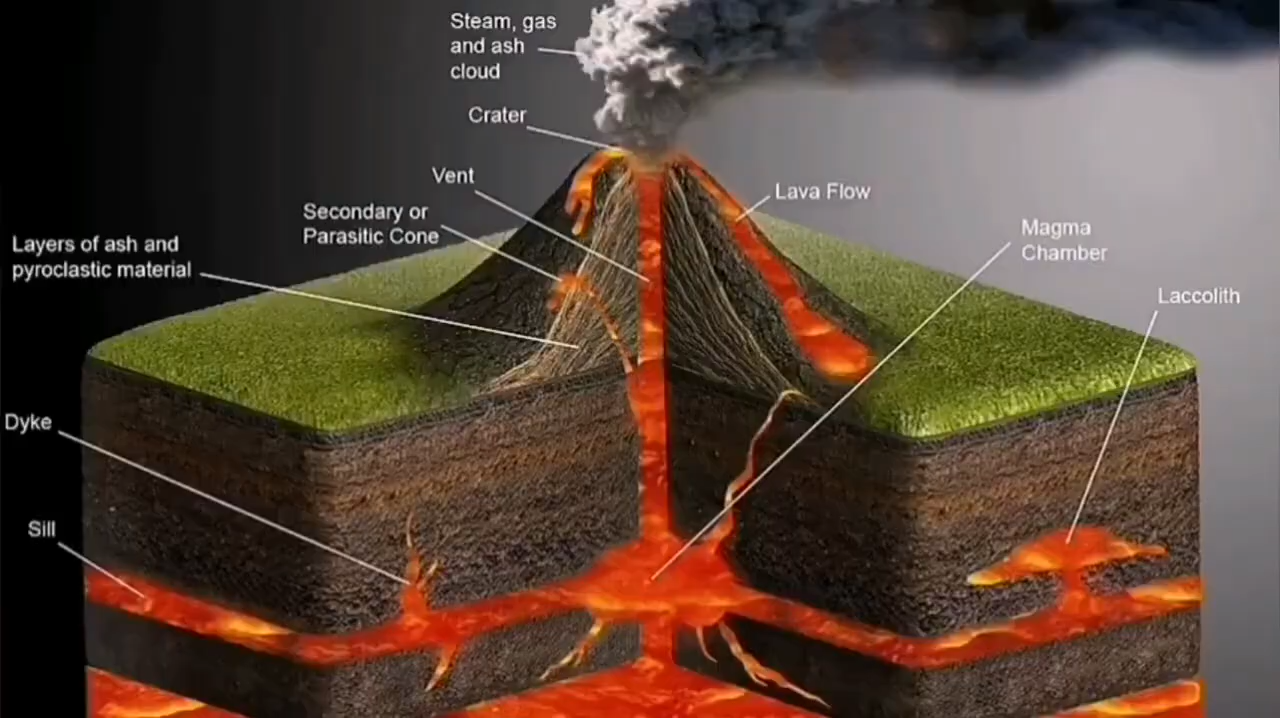 Steam, gas
and ash
cloud
Crater
Vent
Secondary or
Parasitic Cone
Lava Flow
Magma
Chamber
Layers of ash and
pyroclastic material
Laccolith
Dyke
Sill